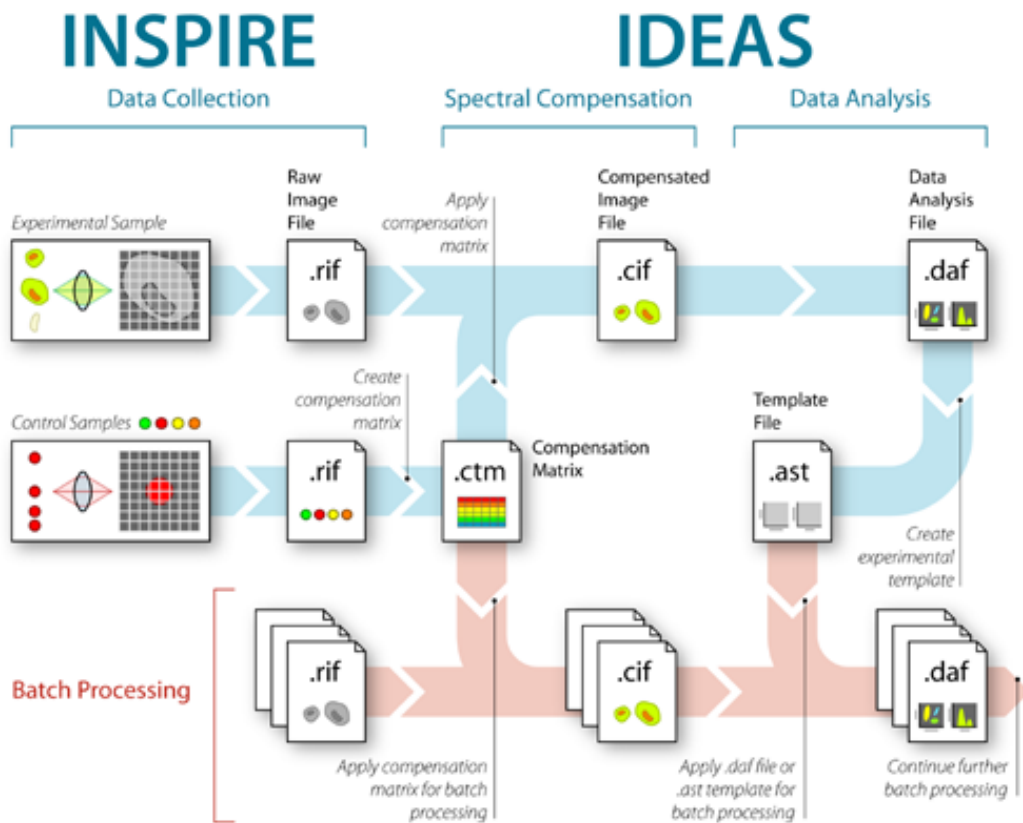 INSPIRE
IDEAS
Data Collection
Spectral Compensation
Data Analysis
Experimental Sample
Raw
Image
File
.rif
Apply
compensation
matrix
Compensated
Image
File
.cif
Data
Analysis
File
.daf
Control Samples
.rif
Create
compensation
matrix
.ctm
Compensation
Matrix
Template
File
.ast
Create
experimental
template
Batch Processing
.rif
.cif
.daf
Apply compensation
matrix for batch
processing
Apply .daf file or
.ast template for
batch processing
Continue further
batch processing